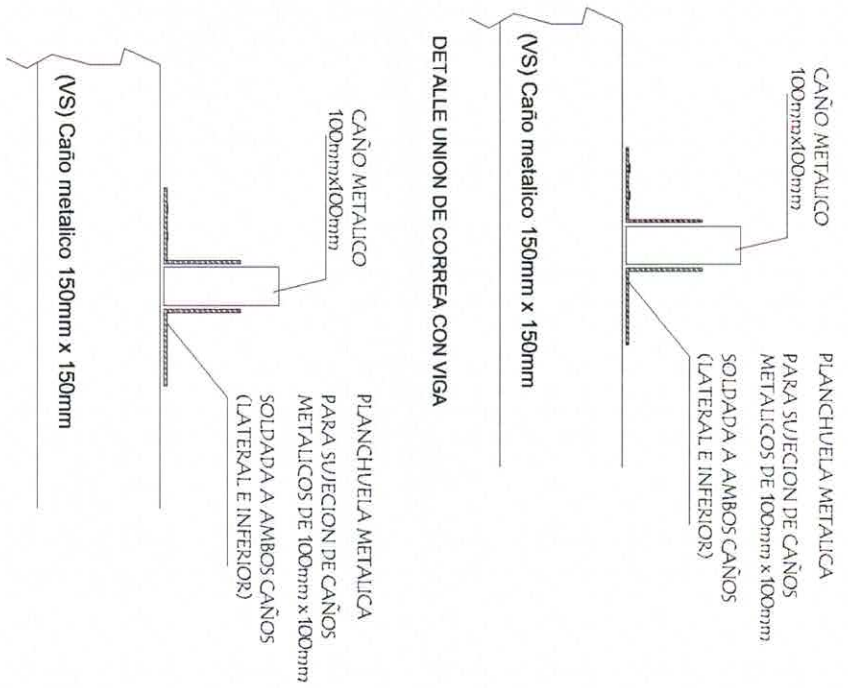 CAÑO METALICO
100mmx100mm
PLANCHUELA METALICA
PARA SUJECION DE CAÑOS
METALICOS DE 100mm x 100mm.
SOLDADA A AMBOS CAÑOS
(LATERAL E INFERIOR)
(VS) Caño metalico 150mm x 150mm
DETALLE UNION DE CORREA CON VIGA
CAÑO METALICO
100mmx100mm
PLANCHUELA METALICA
PARA SUJECION DE CAÑOS
METALICOS DE 100mm x 100mm
SOLDADA A AMBOS CAÑOS
(LATERAL E INFERIOR)
(VS) Caño metalico 150mm x 150mm